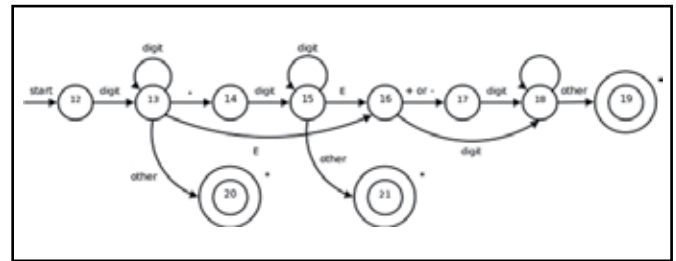 digit digit
start 12 digit 13 . 14 digit 15 E 16 + or - 17 digit 18 other 19 *
E digit
other other
20 * 21 *